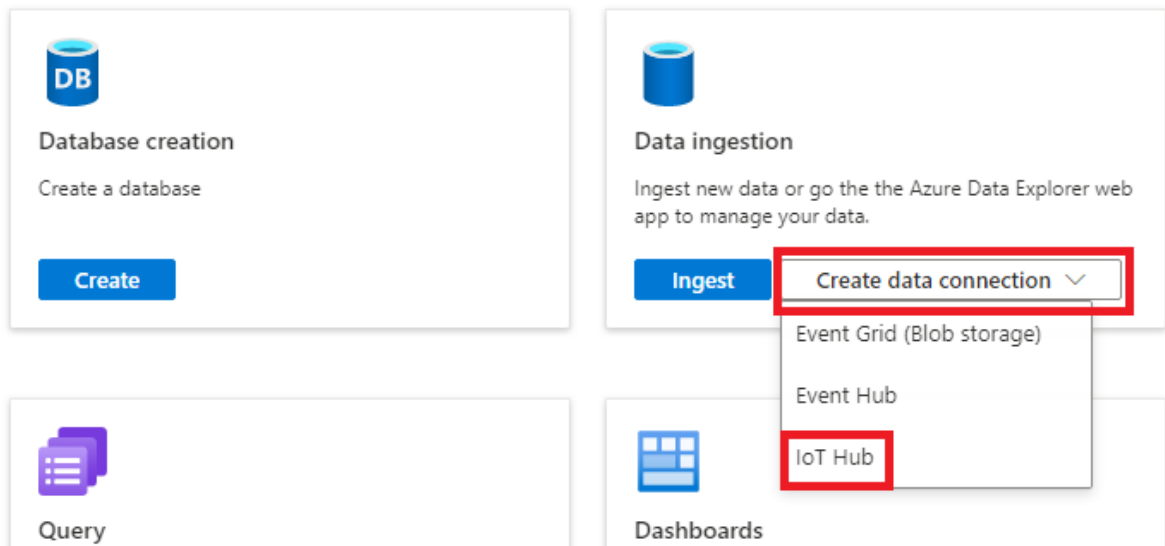 DB
Database creation
Create a database
Create
Data ingestion
Ingest new data or go the the Azure Data Explorer web
app to manage your data.
Ingest
Create data connection
Event Grid (Blob storage)
Event Hub
IoT Hub
Query
Dashboards